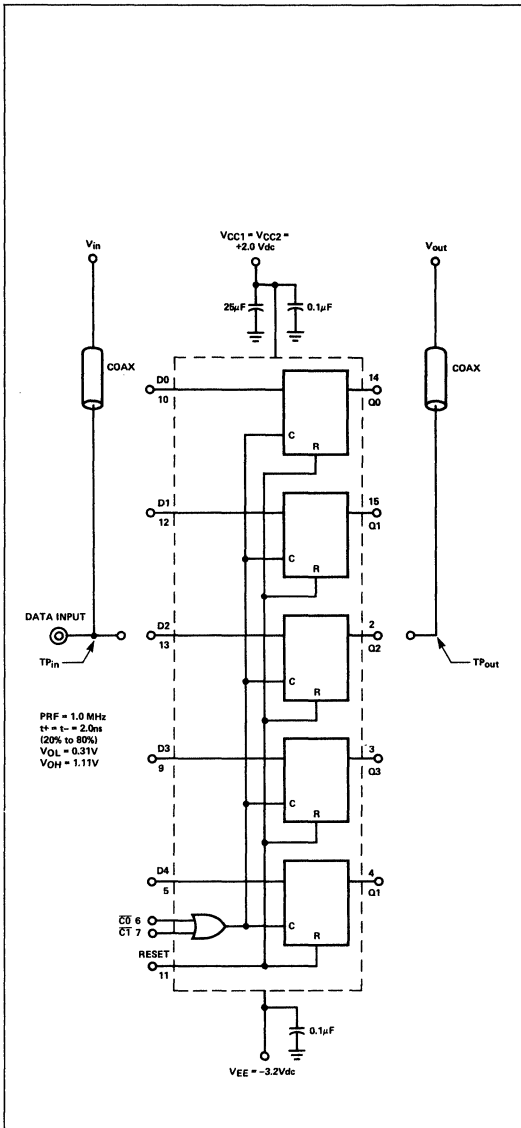 Vin
VCC1 = VCC2 =
+2.0 Vdc
Vout
25µF
0.1µF
COAX
COAX
D0
10
14
Q0
C
R
D1
12
15
Q1
C
R
DATA INPUT
TPin
D2
13
2
Q2
C
R
TPout
PRF = 1.0 MHz
t+ = t– = 2.0ns
(20% to 80%)
VOL = 0.31V
VOH = 1.11V
D3
9
3
Q3
C
R
D4
5
4
Q1
C0 6
C1 7
C
R
RESET
11
0.1µF
VEE = –3.2Vdc